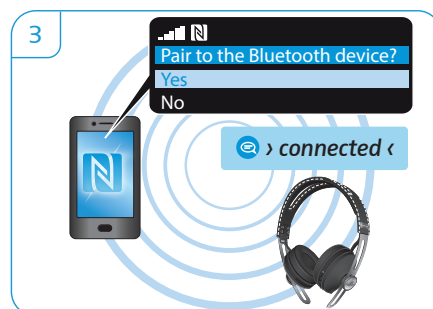 3
Pair to the Bluetooth device?
Yes
No
› connected ‹